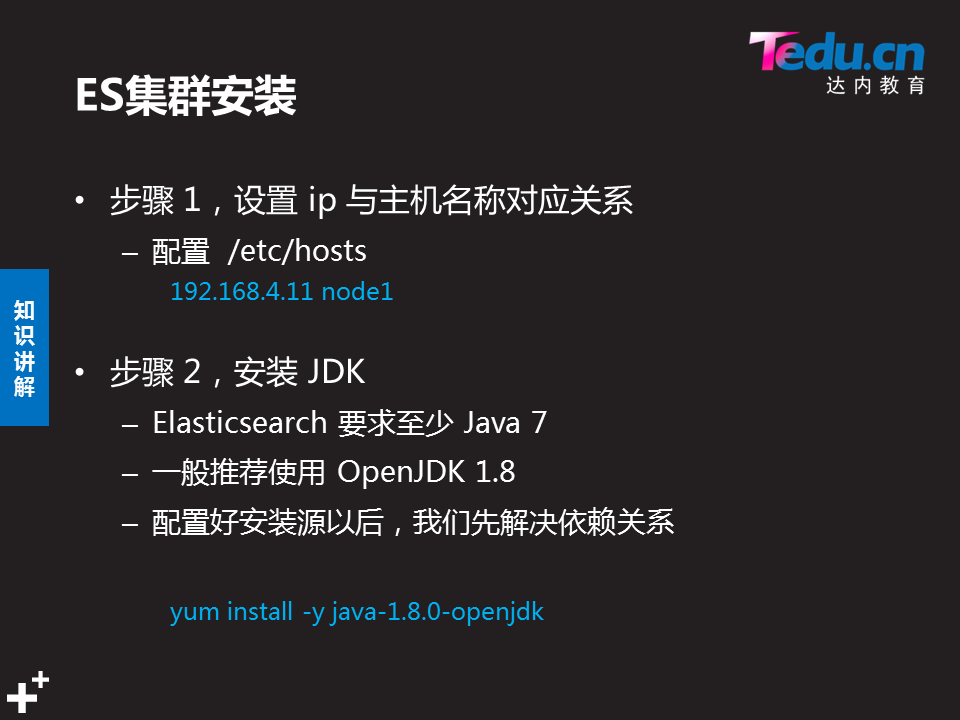 Tedu.cn
达内教育
ES集群安装
• 步骤 1，设置 ip 与主机名称对应关系
– 配置 /etc/hosts
192.168.4.11 node1
知识讲解
• 步骤 2，安装 JDK
– Elasticsearch 要求至少 Java 7
– 一般推荐使用 OpenJDK 1.8
– 配置好安装源以后，我们先解决依赖关系
yum install -y java-1.8.0-openjdk